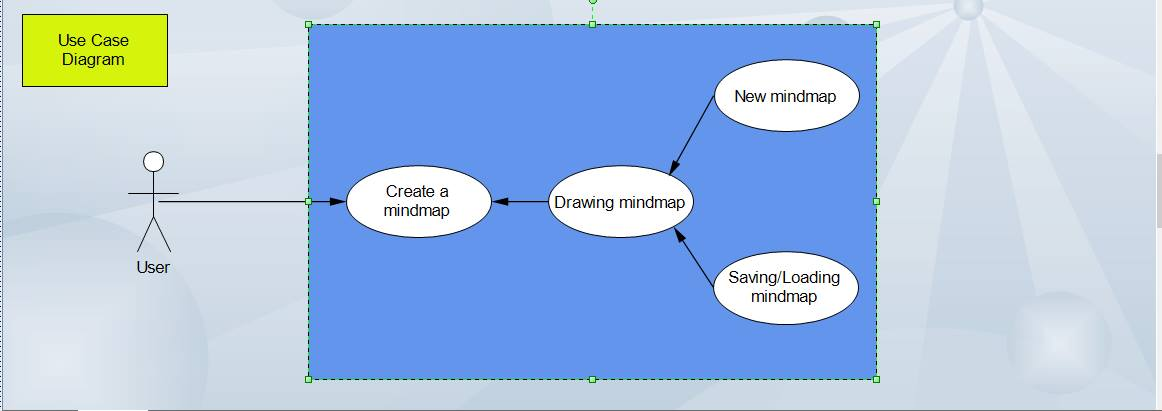 Use Case
Diagram
New mindmap
Create a
mindmap
Drawing mindmap
User
Saving/Loading
mindmap